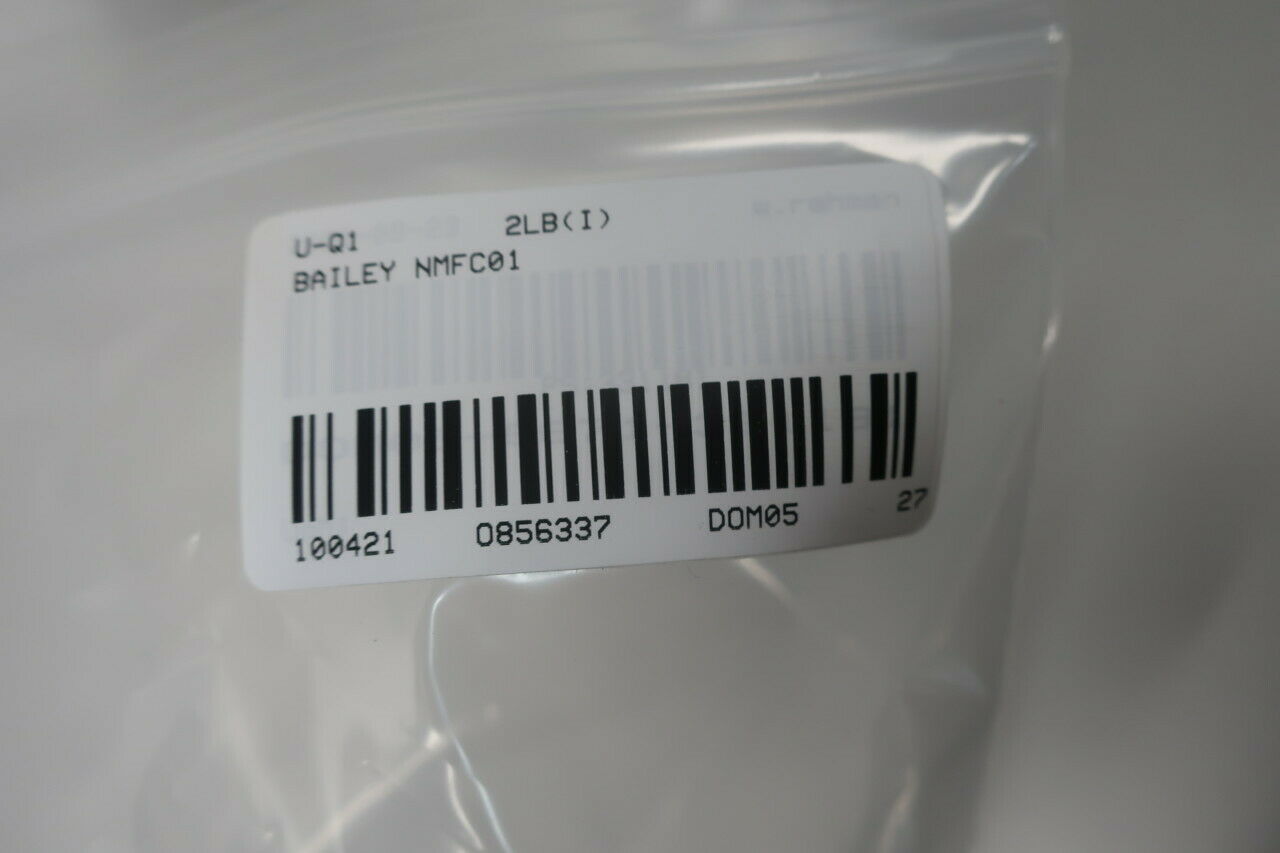 U-Q1 2LB(I)
BAILEY NMFC01
100421 0856337 DOM05 27